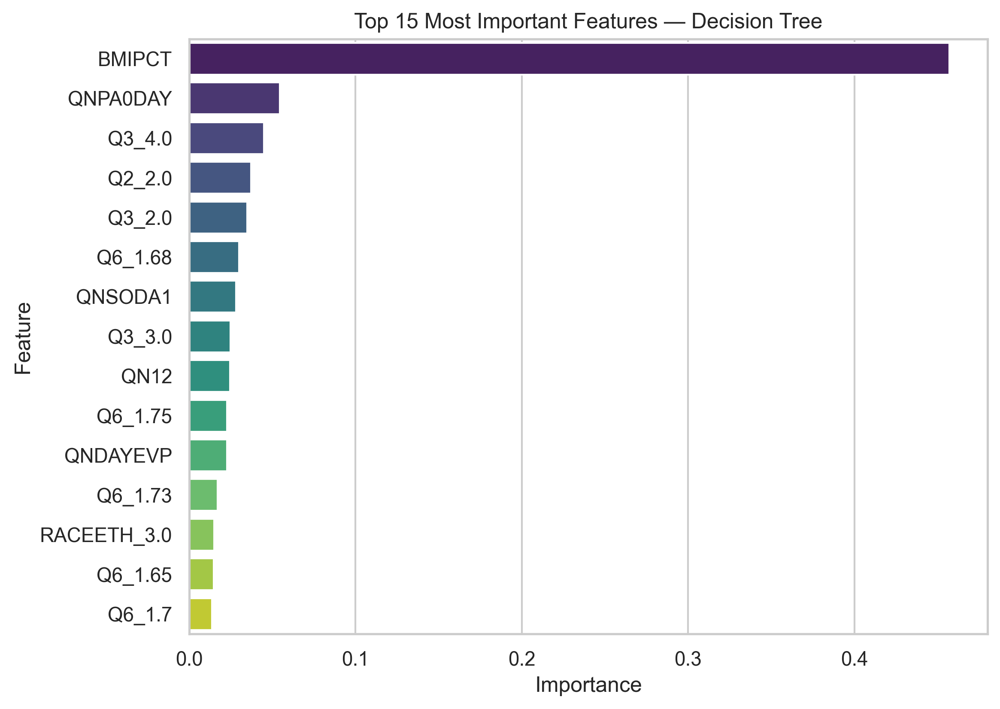 Top 15 Most Important Features — Decision Tree
BMIPCT
QNPA0DAY
Q3_4.0
Q2_2.0
Q3_2.0
Q6_1.68
QNSODA1
Q3_3.0
QN12
Q6_1.75
QNDAYEVP
Q6_1.73
RACEETH_3.0
Q6_1.65
Q6_1.7
Feature
0.0 0.1 0.2 0.3 0.4
Importance